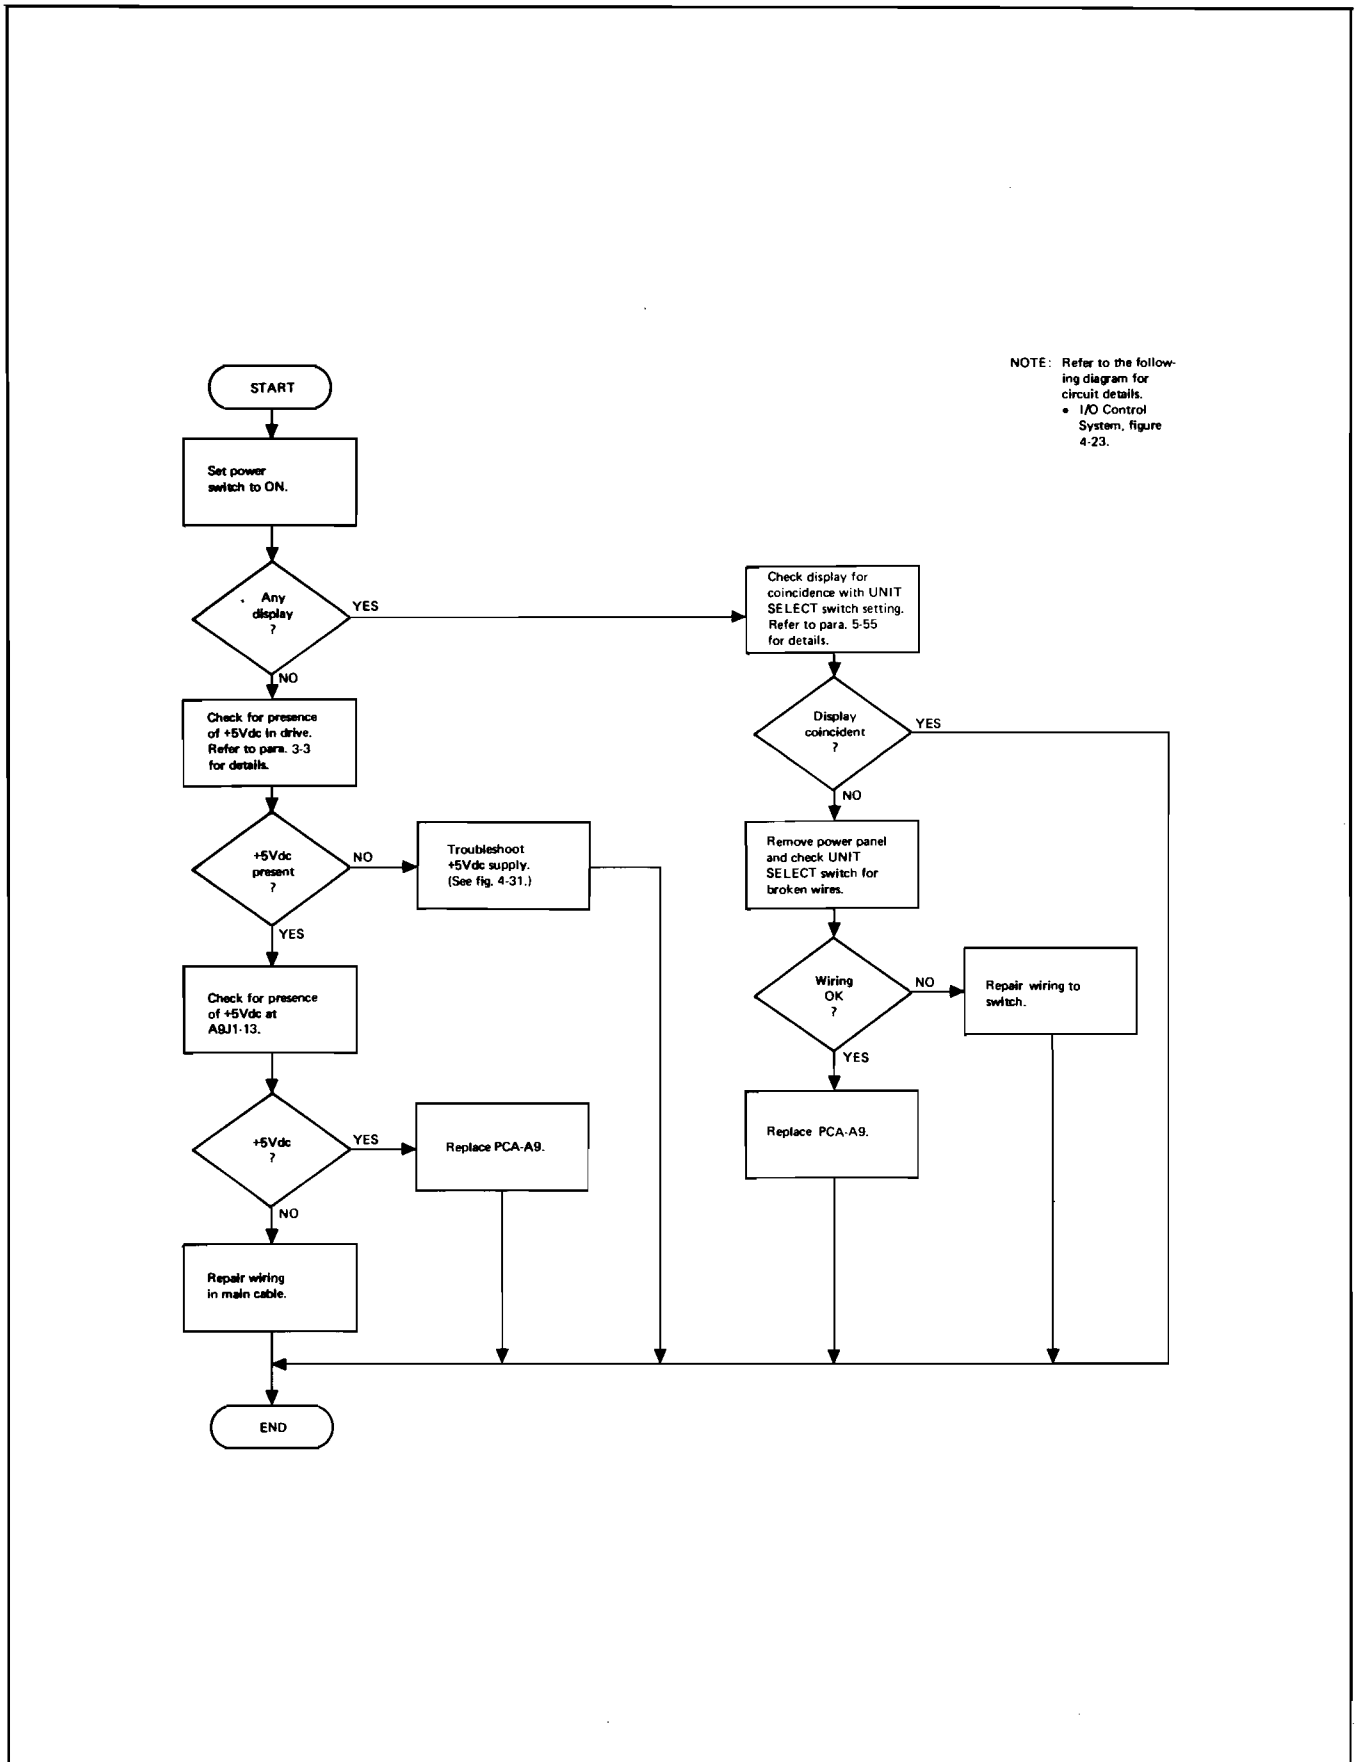 NOTE: Refer to the follow-
ing diagram for
circuit details.
• I/O Control
System, figure
4-23.
START
Set power
switch to ON.
Any
display
?
YES
NO
Check for presence
of +5Vdc in drive.
Refer to para. 3-3
for details.
+5Vdc
present
?
NO
Troubleshoot
+5Vdc supply.
(See fig. 4-31.)
YES
Check for presence
of +5Vdc at
A9J1-13.
+5Vdc
?
YES
Replace PCA-A9.
NO
Repair wiring
in main cable.
END
Check display for
coincidence with UNIT
SELECT switch setting.
Refer to para. 5-55
for details.
Display
coincident
?
YES
NO
Remove power panel
and check UNIT
SELECT switch for
broken wires.
Wiring
OK
?
NO
Repair wiring to
switch.
YES
Replace PCA-A9.